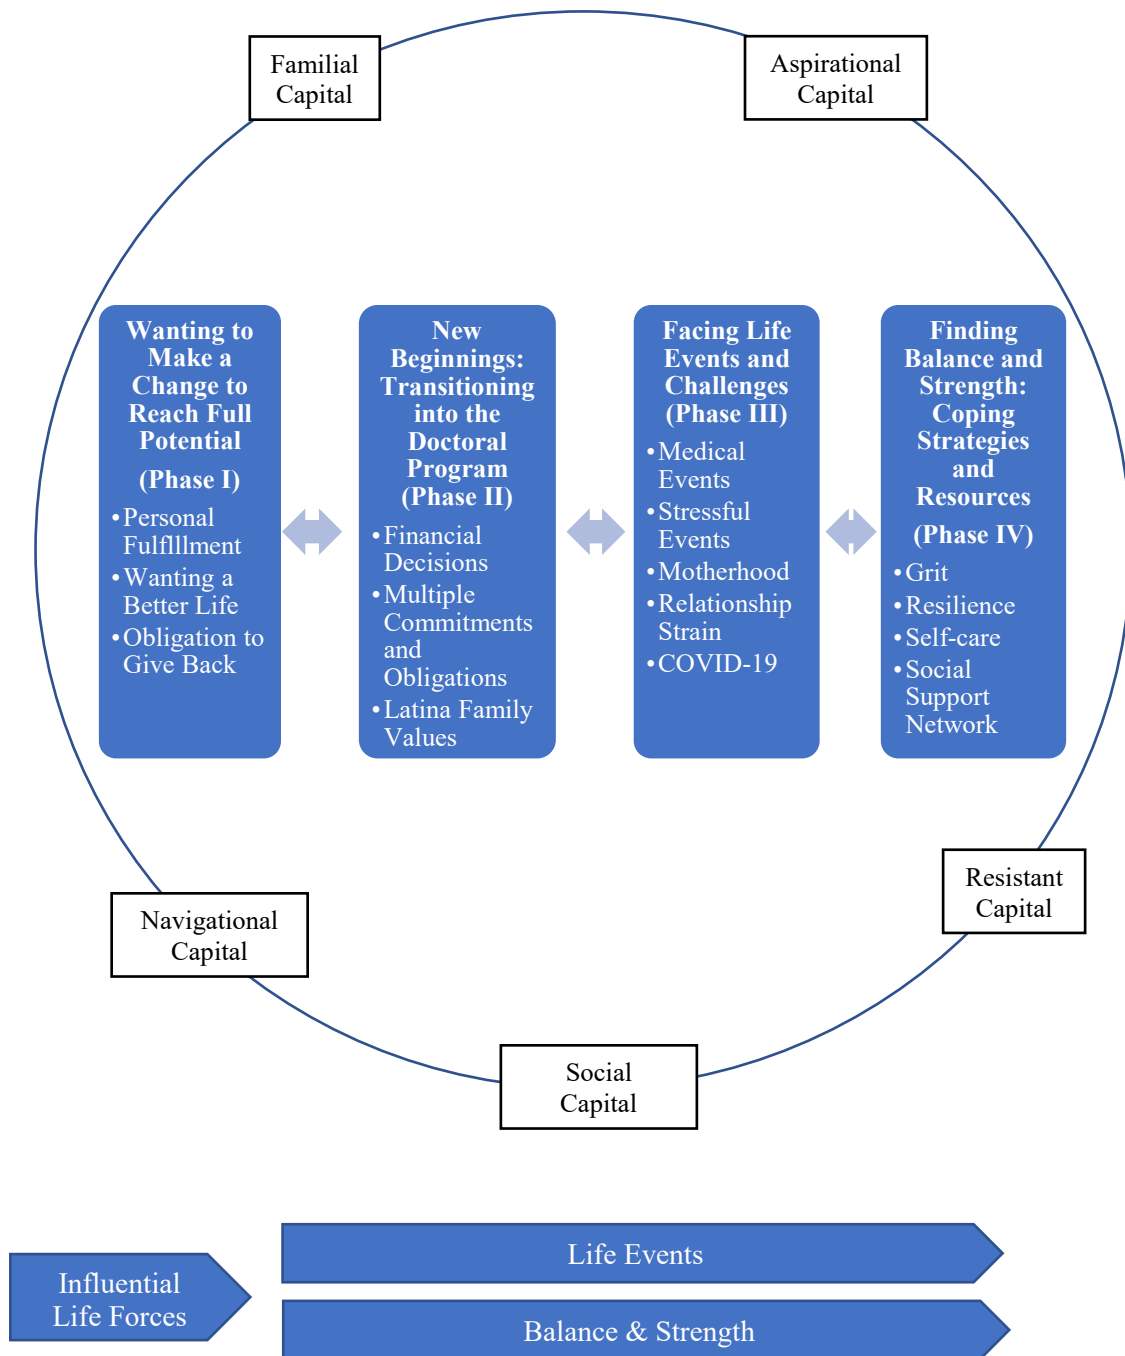 Familial
Capital
Aspirational
Capital
Wanting to
Make a
Change to
Reach Full
Potential
(Phase I)
•Personal
Fulflllment
•Wanting a
Better Life
•Obligation to
Give Back
New
Beginnings:
Transitioning
into the
Doctoral
Program
(Phase II)
•Financial
Decisions
•Multiple
Commitments
and
Obligations
•Latina Family
Values
Facing Life
Events and
Challenges
(Phase III)
•Medical
Events
•Stressful
Events
•Motherhood
•Relationship
Strain
•COVID-19
Finding
Balance and
Strength:
Coping
Strategies
and
Resources
(Phase IV)
•Grit
•Resilience
•Self-care
•Social
Support
Network
Resistant
Capital
Navigational
Capital
Social
Capital
Influential
Life Forces
Life Events
Balance & Strength